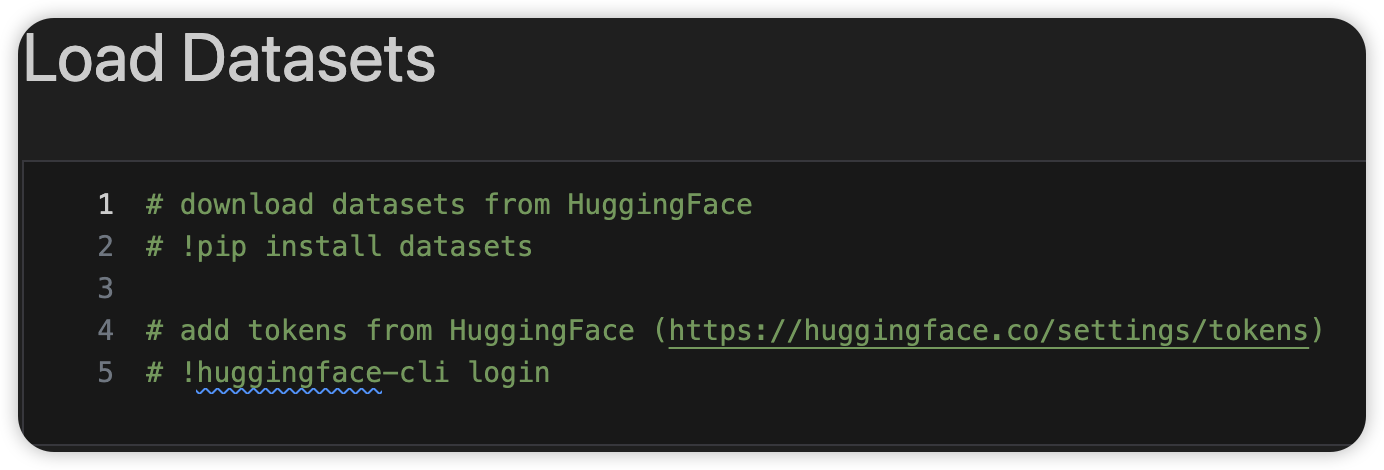 Load Datasets
1 # download datasets from HuggingFace
2 # !pip install datasets
3
4 # add tokens from HuggingFace (https://huggingface.co/settings/tokens)
5 # !huggingface-cli login